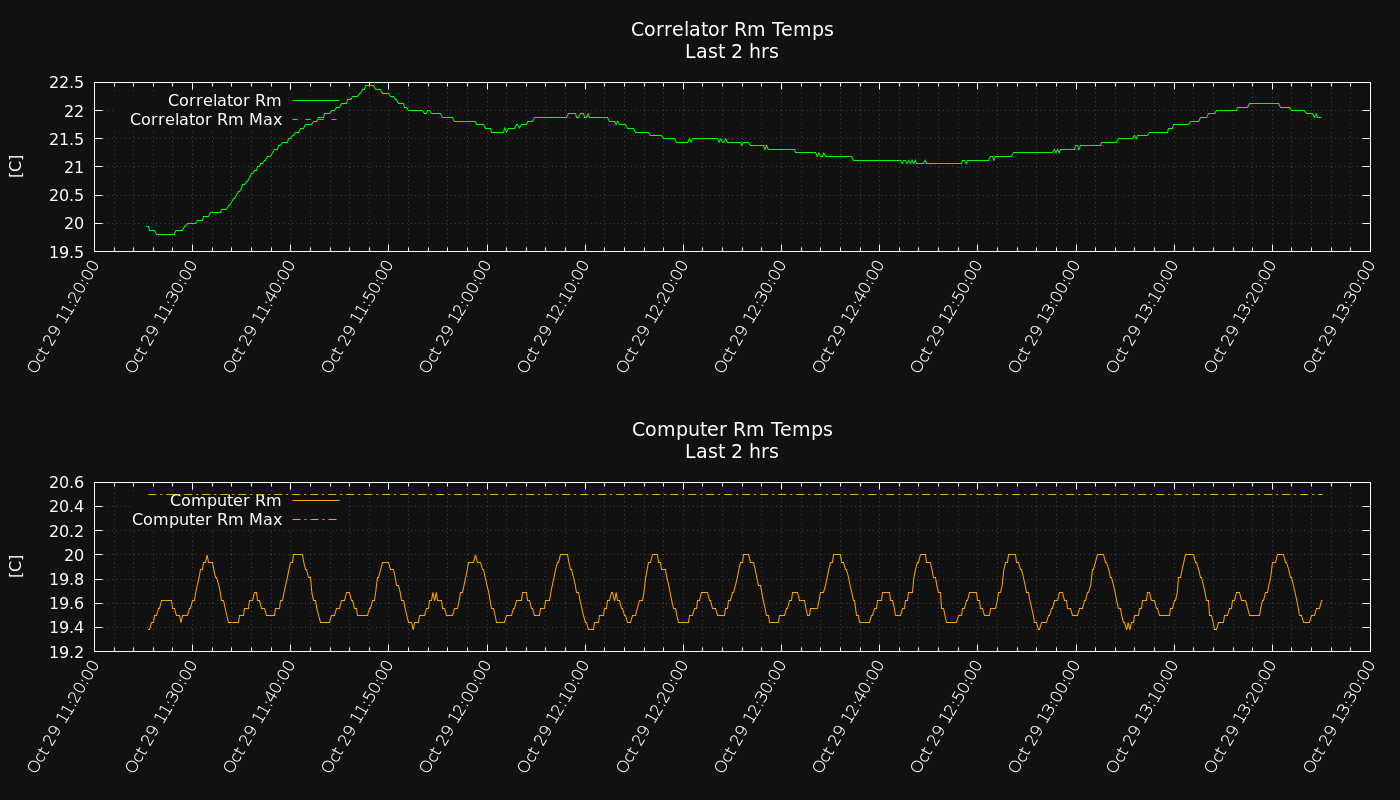 Correlator Rm Temps
Last 2 hrs
22.5
22
21.5
21
20.5
20
19.5
[C]
Correlator Rm
Correlator Rm Max
Oct 29 11:20:00
Oct 29 11:30:00
Oct 29 11:40:00
Oct 29 11:50:00
Oct 29 12:00:00
Oct 29 12:10:00
Oct 29 12:20:00
Oct 29 12:30:00
Oct 29 12:40:00
Oct 29 12:50:00
Oct 29 13:00:00
Oct 29 13:10:00
Oct 29 13:20:00
Oct 29 13:30:00
Computer Rm Temps
Last 2 hrs
20.6
20.4
20.2
20
19.8
19.6
19.4
19.2
[C]
Computer Rm
Computer Rm Max
Oct 29 11:20:00
Oct 29 11:30:00
Oct 29 11:40:00
Oct 29 11:50:00
Oct 29 12:00:00
Oct 29 12:10:00
Oct 29 12:20:00
Oct 29 12:30:00
Oct 29 12:40:00
Oct 29 12:50:00
Oct 29 13:00:00
Oct 29 13:10:00
Oct 29 13:20:00
Oct 29 13:30:00